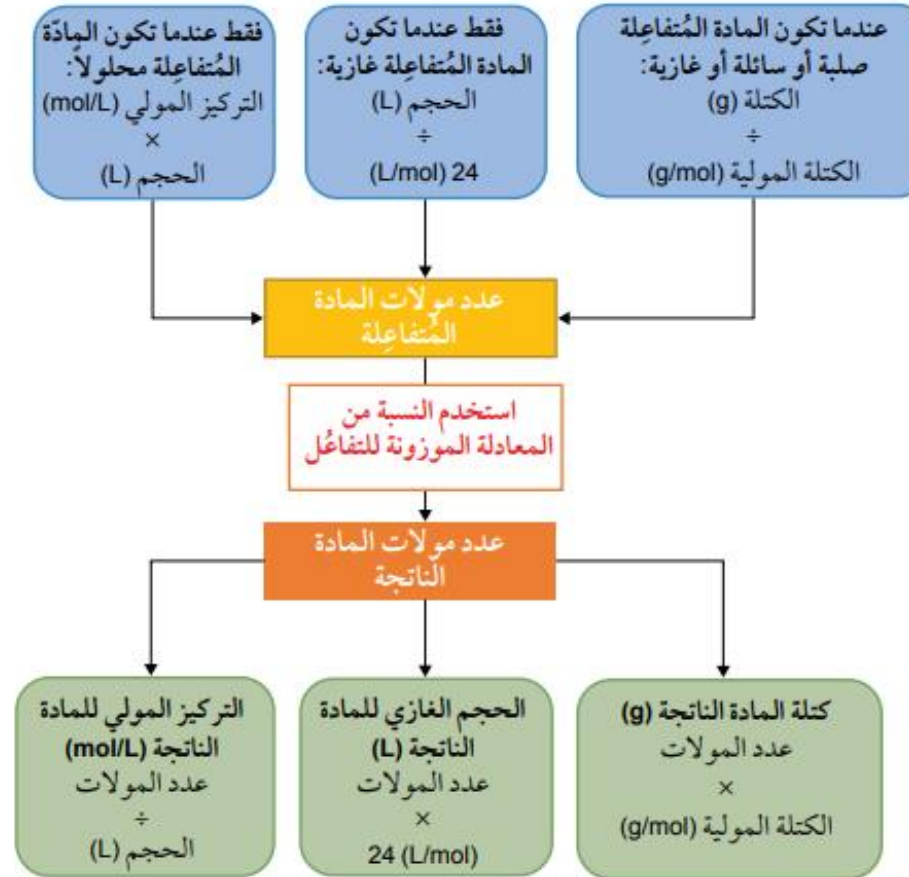 عندما تكون المادة المُتفاعِلة
صلبة أو سائلة أو غازية:
الكتلة (g)
÷
الكتلة المولية (g/mol)
فقط عندما تكون
المادة المُتفاعِلة غازية:
الحجم (L)
÷
24 (L/mol)
فقط عندما تكون المادّة
المُتفاعِلة محلولاً:
التركيز المولي (mol/L)
×
الحجم (L)
عدد مولات المادة
المُتفاعِلة
استخدم النسبة من
المعادلة الموزونة للتفاعُل
عدد مولات المادة
الناتجة
كتلة المادة الناتجة (g)
عدد المولات
×
الكتلة المولية (g/mol)
الحجم الغازي للمادة
الناتجة (L)
عدد المولات
×
24 (L/mol)
التركيز المولي للمادة
الناتجة (mol/L)
عدد المولات
÷
الحجم (L)